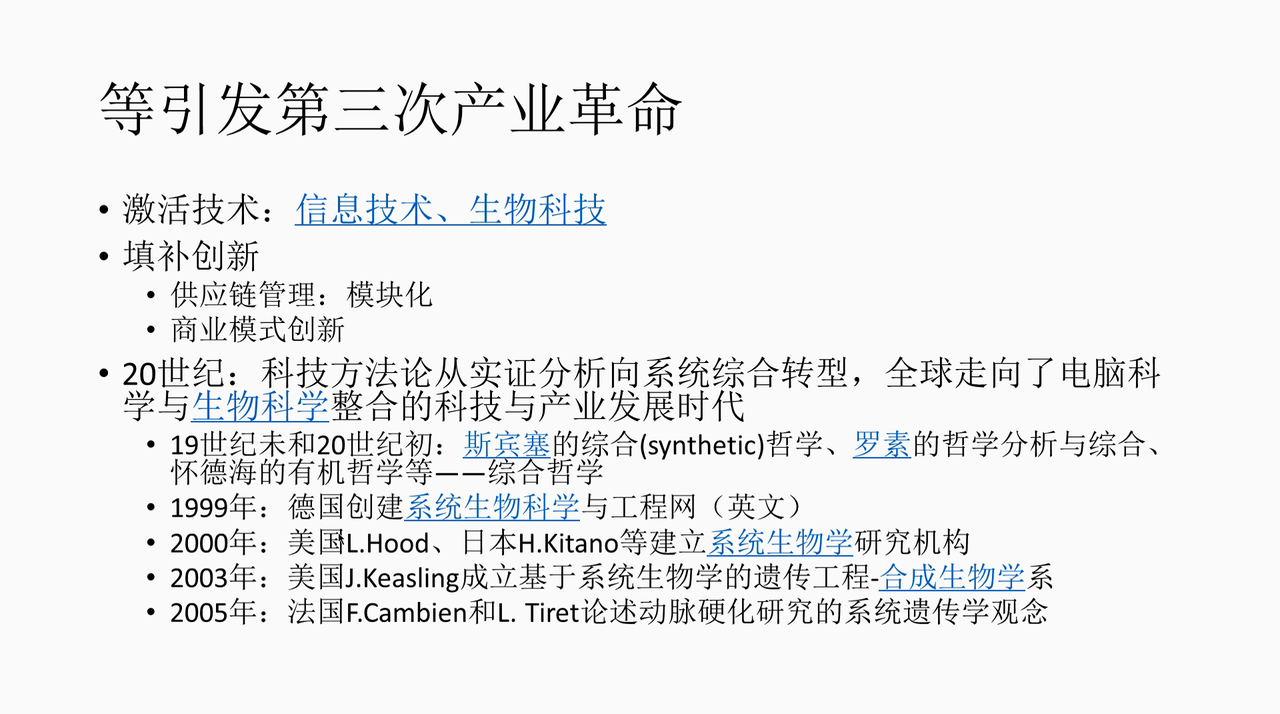 等引发第三次产业革命
• 激活技术：信息技术、生物科技
• 填补创新
• 供应链管理：模块化
• 商业模式创新
• 20世纪：科技方法论从实证分析向系统综合转型，全球走向了电脑科
学与生物科学整合的科技与产业发展时代
• 19世纪未和20世纪初：斯宾塞的综合(synthetic)哲学、罗素的哲学分析与综合、
怀德海的有机哲学等——综合哲学
• 1999年：德国创建系统生物科学与工程网（英文）
• 2000年：美国L.Hood、日本H.Kitano等建立系统生物学研究机构
• 2003年：美国J.Keasling成立基于系统生物学的遗传工程-合成生物学系
• 2005年：法国F.Cambien和L. Tiret论述动脉硬化研究的系统遗传学观念